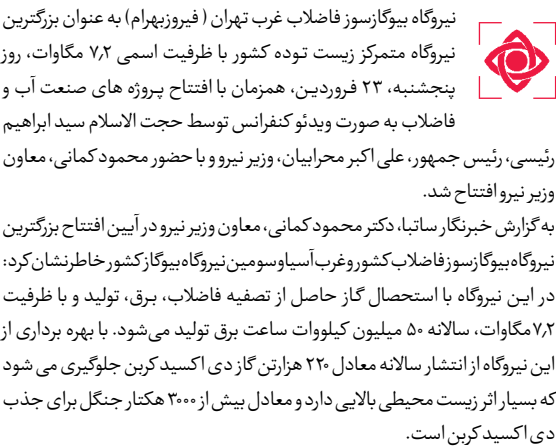 نیروگاه بیوگازسوز فاضلاب غرب تهران ( فیروزبهرام) به عنوان بزرگترین
نیروگاه متمرکز زیست توده کشور با ظرفیت اسمی ۷٫۲ مگاوات، روز
پنجشنبه، ۲۳ فروردین، همزمان با افتتاح پروژه های صنعت آب و
فاضلاب به صورت ویدئو کنفرانس توسط حجت الاسلام سید ابراهیم
رئیسی، رئیس جمهور، علی اکبر محرابیان، وزیر نیرو و با حضور محمود کمانی، معاون
وزیر نیرو افتتاح شد.
به گزارش خبرنگار ساتبا، دکتر محمود کمانی، معاون وزیر نیرو در آیین افتتاح بزرگترین
نیروگاه بیوگازسوز فاضلاب کشور و غرب آسیا و سومین نیروگاه بیوگاز کشور خاطرنشان کرد:
در این نیروگاه با استحصال گاز حاصل از تصفیه فاضلاب، برق، تولید و با ظرفیت
۷٫۲مگاوات، سالانه ۵۰ میلیون کیلووات ساعت برق تولید می‌شود. با بهره برداری از
این نیروگاه از انتشار سالانه معادل ۲۲۰ هزارتن گاز دی اکسید کربن جلوگیری می شود
که بسیار اثر زیست محیطی بالایی دارد و معادل بیش از ۳۰۰۰ هکتار جنگل برای جذب
دی اکسید کربن است.